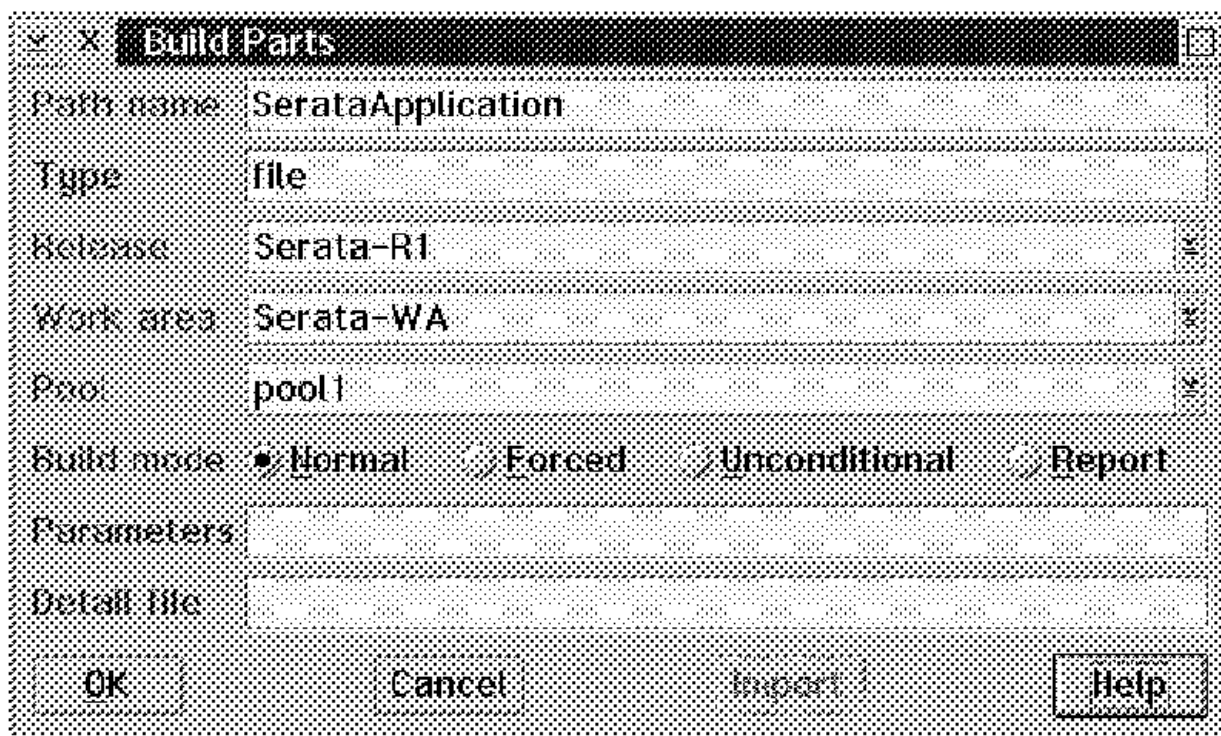 Build Parts
Path name SerataApplication
Type file
Release Serata-R1
Work area Serata-WA
Pool pool1
Build mode Normal Forced Unconditional Report
Parameters
Detail file
OK Cancel Import Help